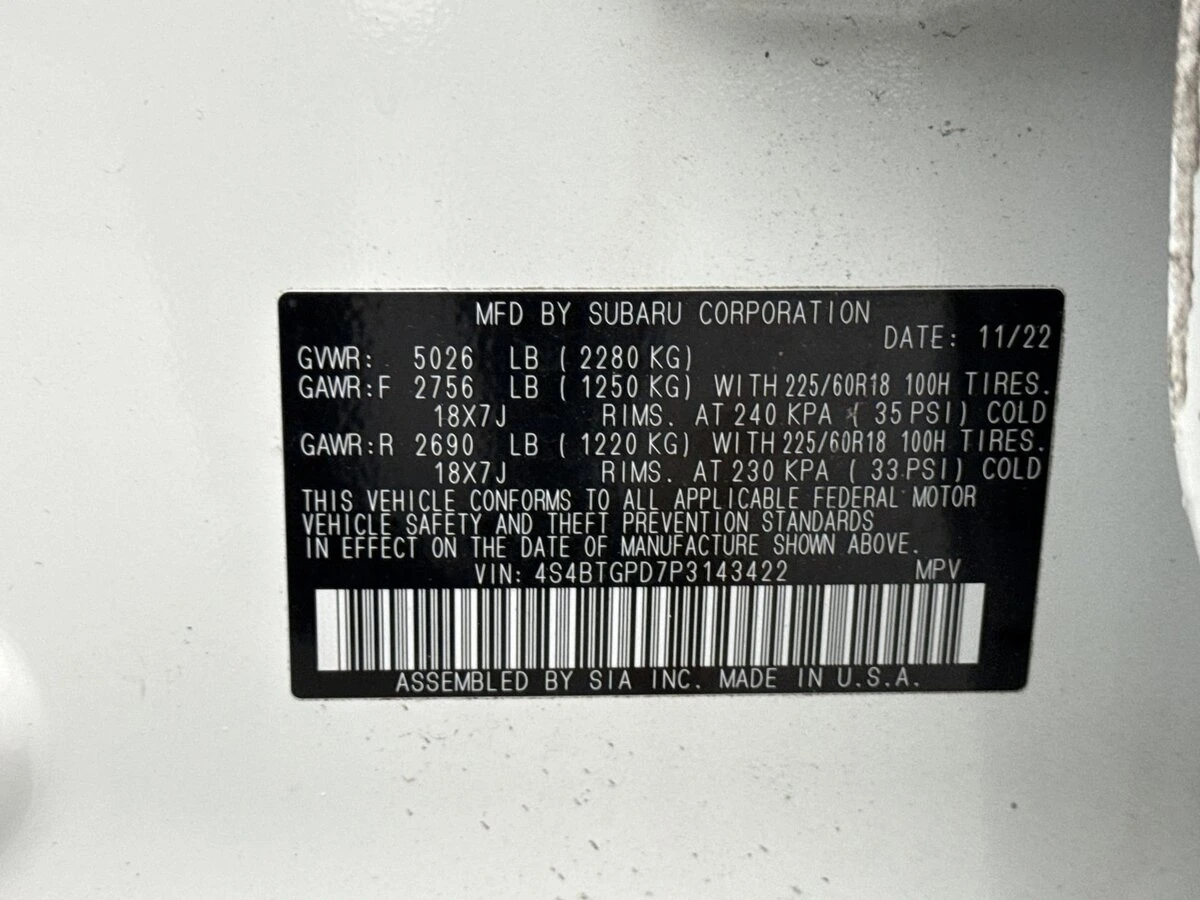 MFD BY SUBARU CORPORATION
DATE: 11/22
GVWR: 5026 LB ( 2280 KG)
GAWR:F 2756 LB ( 1250 KG) WITH 225/60R18 100H TIRES.
18X7J RIMS. AT 240 KPA ( 35 PSI) COLD
GAWR:R 2690 LB ( 1220 KG) WITH 225/60R18 100H TIRES.
18X7J RIMS. AT 230 KPA ( 33 PSI) COLD
THIS VEHICLE CONFORMS TO ALL APPLICABLE FEDERAL MOTOR
VEHICLE SAFETY AND THEFT PREVENTION STANDARDS
IN EFFECT ON THE DATE OF MANUFACTURE SHOWN ABOVE.
VIN: 4S4BTGPD7P3143422 MPV
ASSEMBLED BY SIA INC. MADE IN U.S.A.